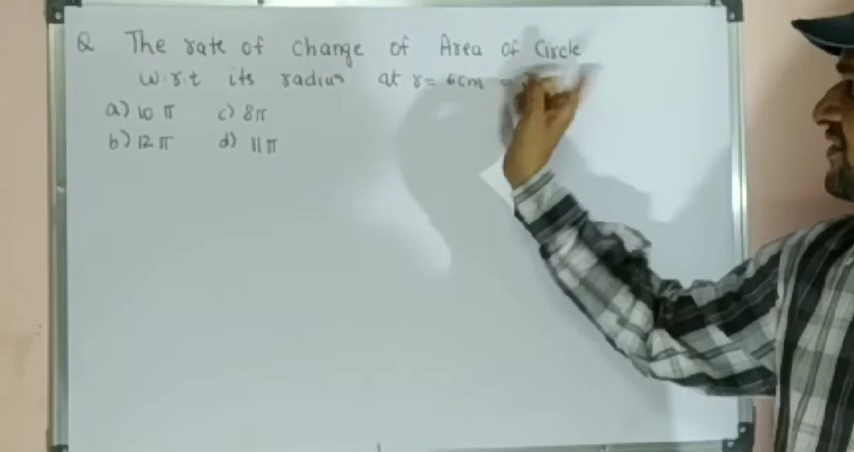 Q The rate of change of Area of Circle
w.r.t its radius at r = 6cm =
a) 10 π c) 8π
b) 12 π d) 11 π